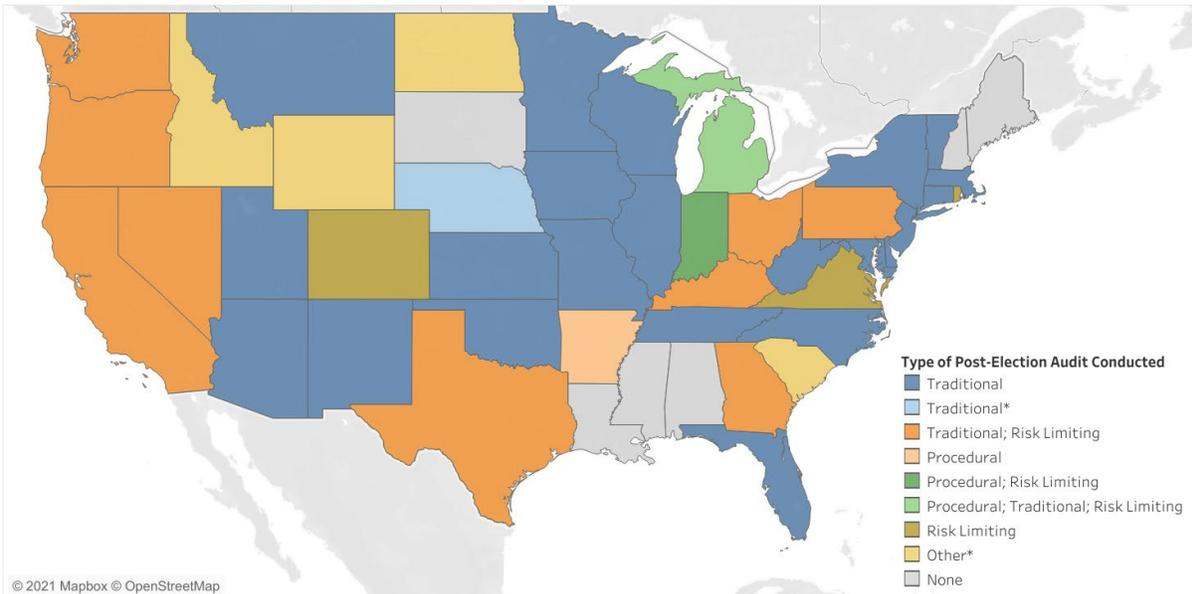 Type of Post-Election Audit Conducted
Traditional
Traditional*
Traditional; Risk Limiting
Procedural
Procedural; Risk Limiting
Procedural; Traditional; Risk Limiting
Risk Limiting
Other*
None
© 2021 Mapbox © OpenStreetMap